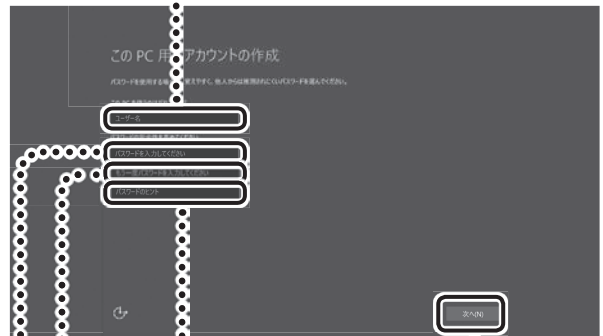 この PC 用 アカウントの作成
パスワードを使用する場 覚えやすく、他人からは推測されにくいパスワードを選んでください。
ユーザー名
パスワードを入力してください
もう一度パスワードを入力してください
パスワードのヒント
次へ(N)